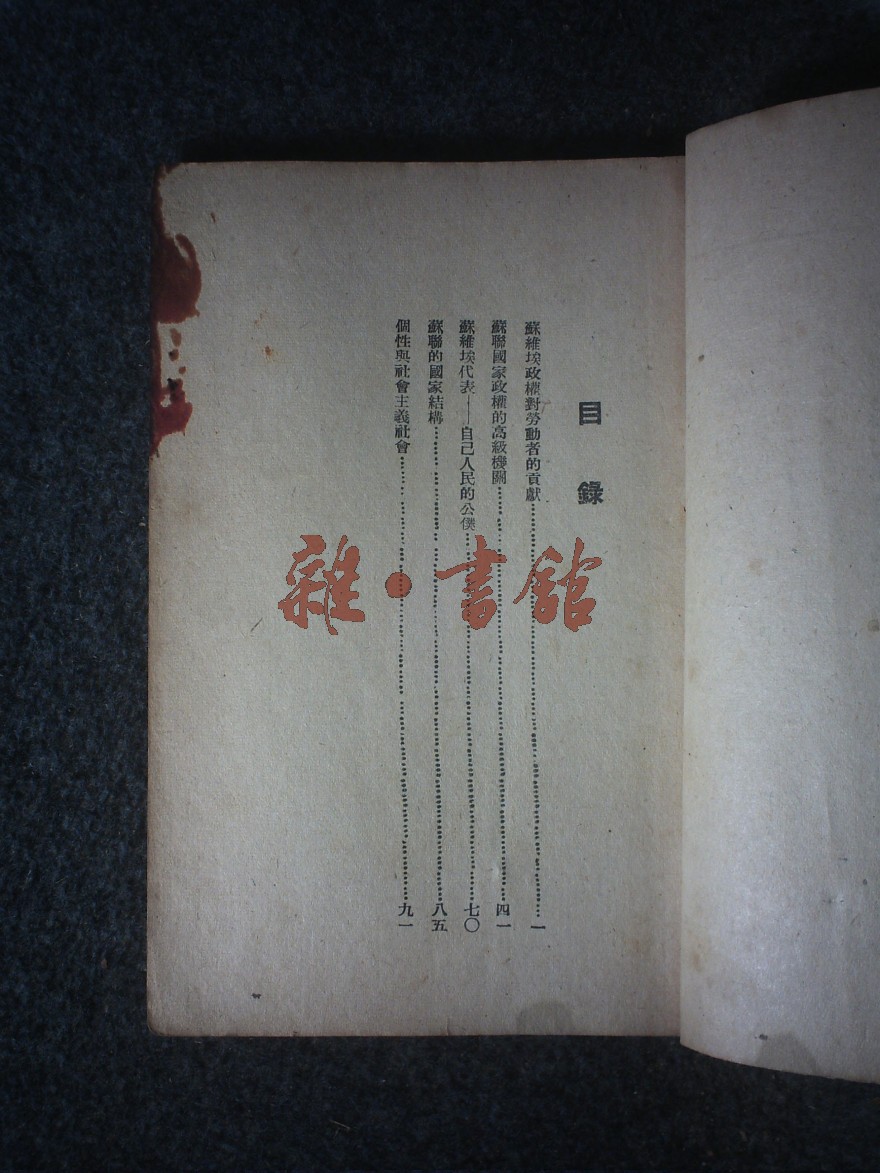 目錄
蘇維埃政權對勞動者的貢獻……一
蘇聯國家政權的高級機關……四一
蘇維埃代表——自己人民的公僕……七〇
蘇聯的國家結構……八五
個性與社會主義社會……九一
雜·書館